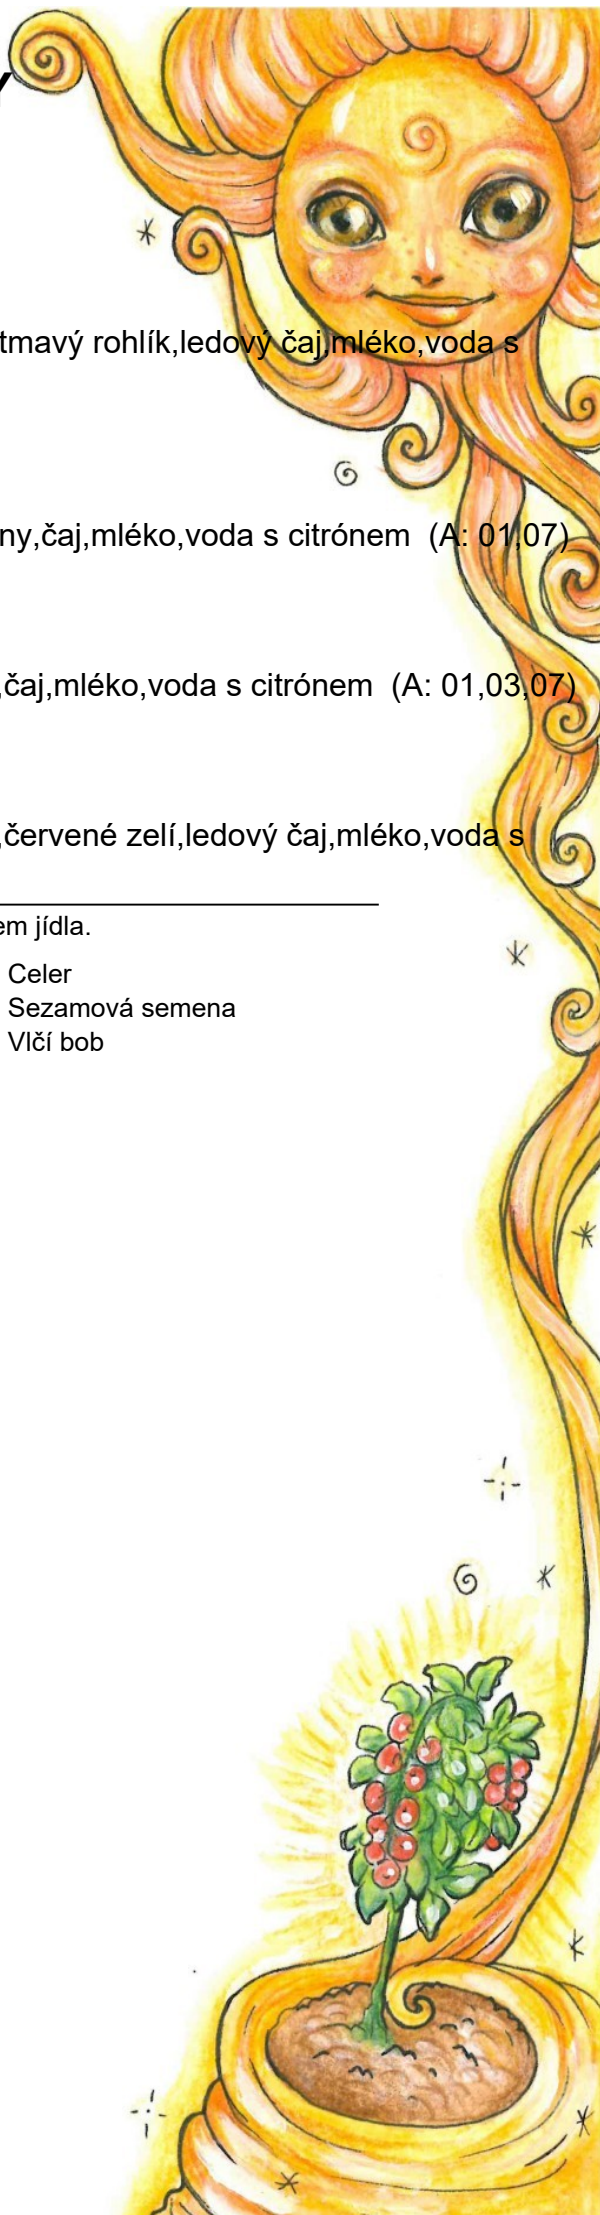 Y
tmavý rohlík,ledový čaj,mléko,voda s
ny,čaj,mléko,voda s citrónem (A: 01,07)
,čaj,mléko,voda s citrónem (A: 01,03,07)
,červené zelí,ledový čaj,mléko,voda s
em jídla.
Celer
Sezamová semena
Vlčí bob